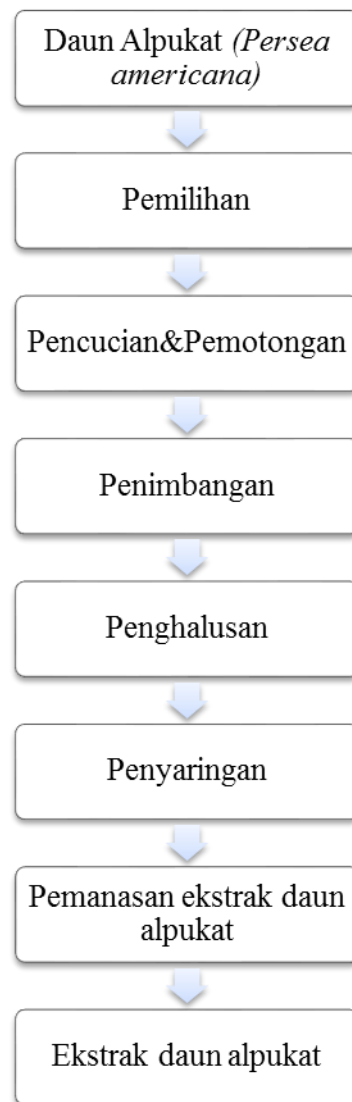 Daun Alpukat (Persea
americana)
Pemilihan
Pencucian&Pemotongan
Penimbangan
Penghalusan
Penyaringan
Pemanasan ekstrak daun
alpukat
Ekstrak daun alpukat